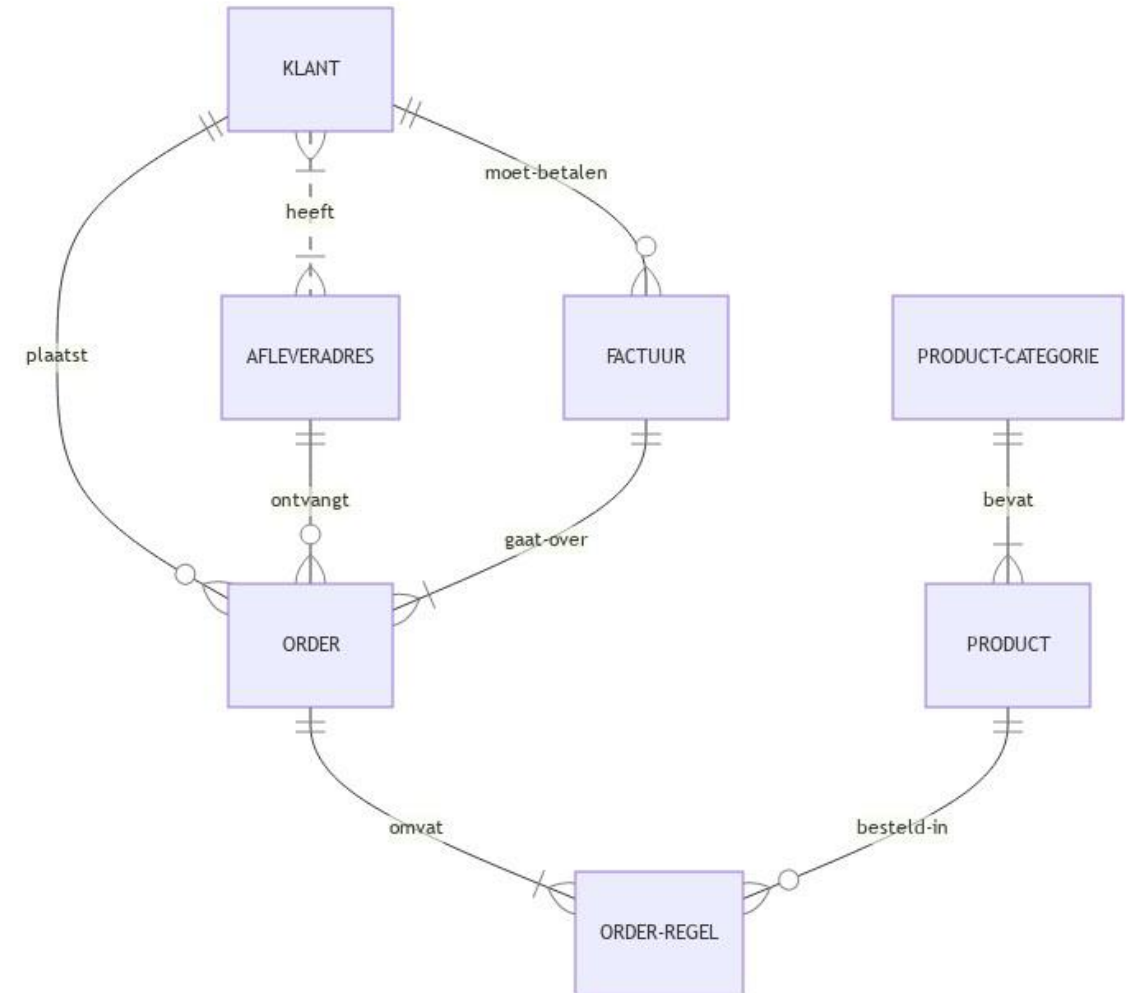 KLANT
moet-betalen
heeft
plaatst
AFLEVERADRES
FACTUUR
PRODUCT-CATEGORIE
ontvangt
bevat
gaat-over
ORDER
PRODUCT
omvat
besteld-in
ORDER-REGEL